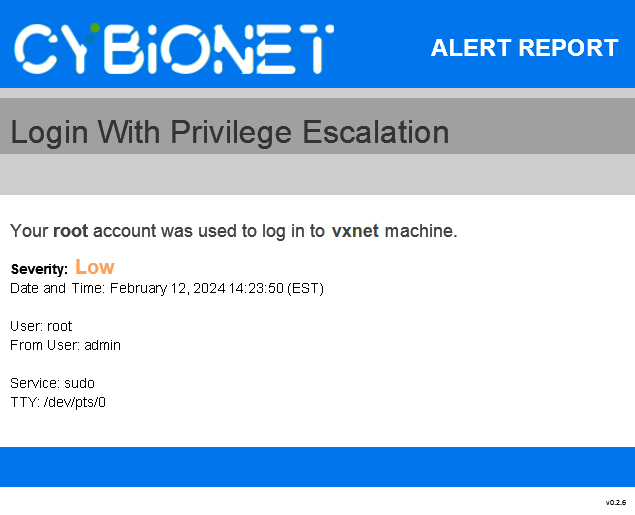 CYBIONET
ALERT REPORT
Login With Privilege Escalation
Your root account was used to log in to vxnet machine.
Severity: Low
Date and Time: February 12, 2024 14:23:50 (EST)
User: root
From User: admin
Service: sudo
TTY: /dev/pts/0
v0.2.6